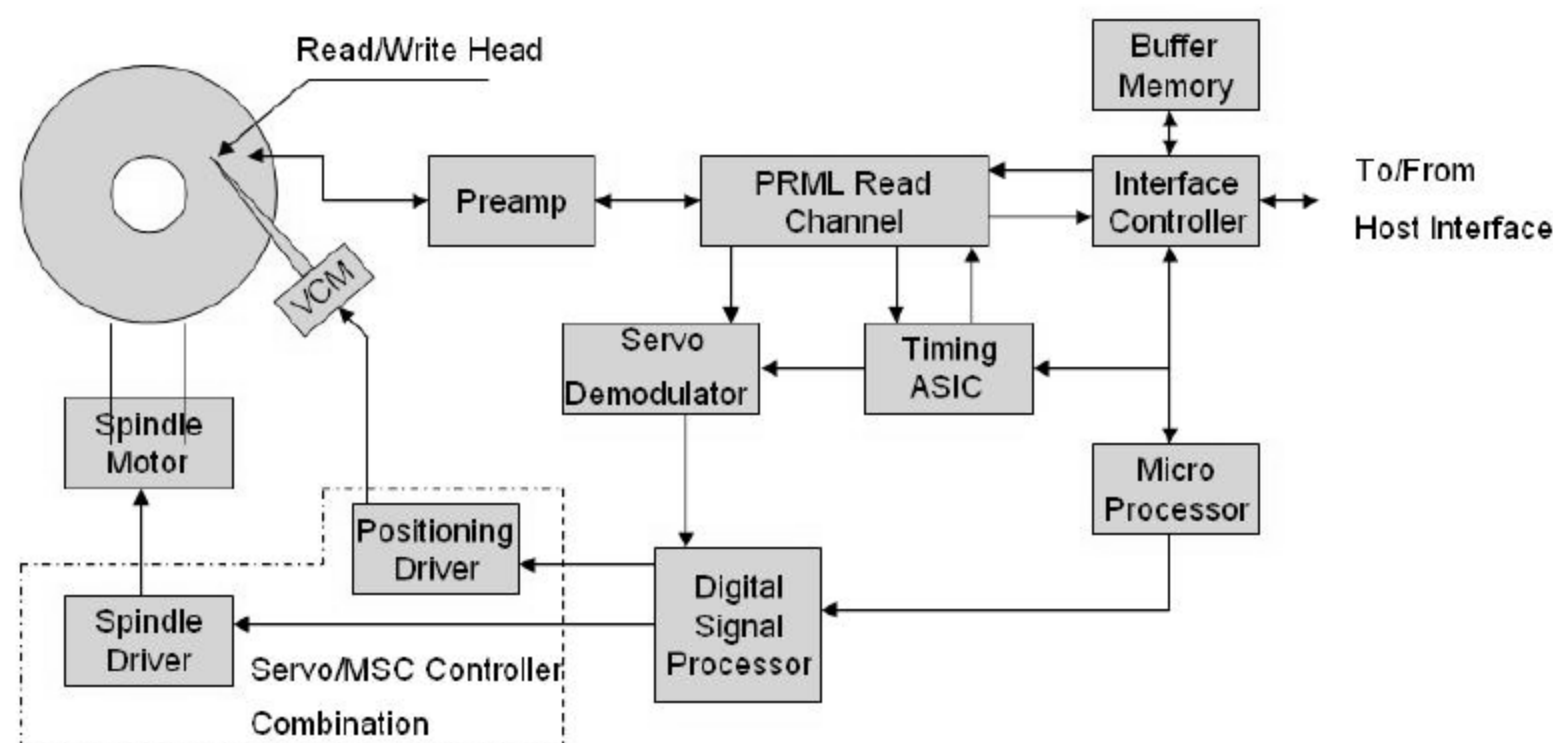 Read/Write Head
Buffer
Memory
Preamp
PRML Read
Channel
Interface
Controller
To/From
Host Interface
VCM
Servo
Demodulator
Timing
ASIC
Spindle
Motor
Micro
Processor
Positioning
Driver
Digital
Signal
Processor
Spindle
Driver
Servo/MSC Controller
Combination